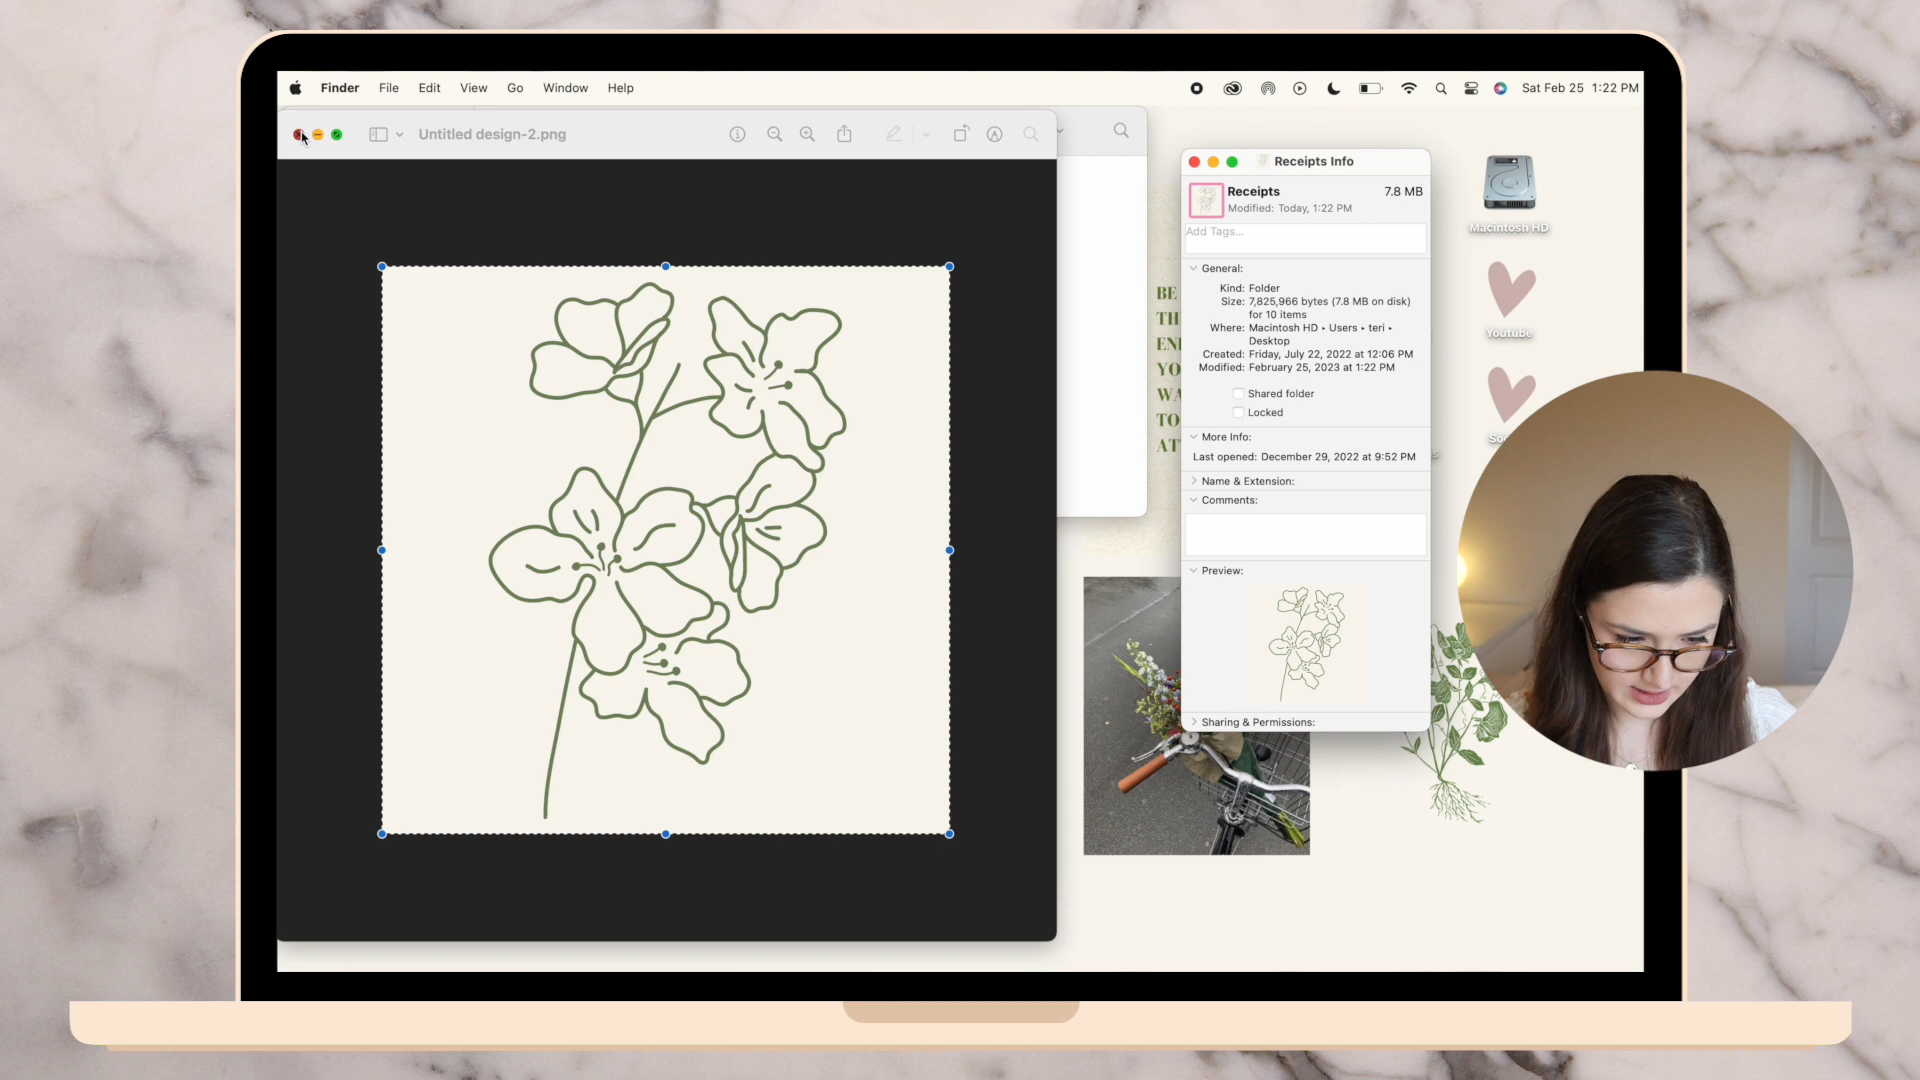 Finder File Edit View Go Window Help
Sat Feb 25 1:22 PM
Untitled design-2.png
Receipts Info
Receipts 7.8 MB
Modified: Today, 1:22 PM
Add Tags...
General:
Kind: Folder
Size: 7,825,966 bytes (7.8 MB on disk)
for 10 items
Where: Macintosh HD ▸ Users ▸ teri ▸
Desktop
Created: Friday, July 22, 2022 at 12:06 PM
Modified: February 25, 2023 at 1:22 PM
Shared folder
Locked
More Info:
Last opened: December 29, 2022 at 9:52 PM
Name & Extension:
Comments:
Preview:
Sharing & Permissions:
BE
TH
YO
TO
Macintosh HD
Youtube